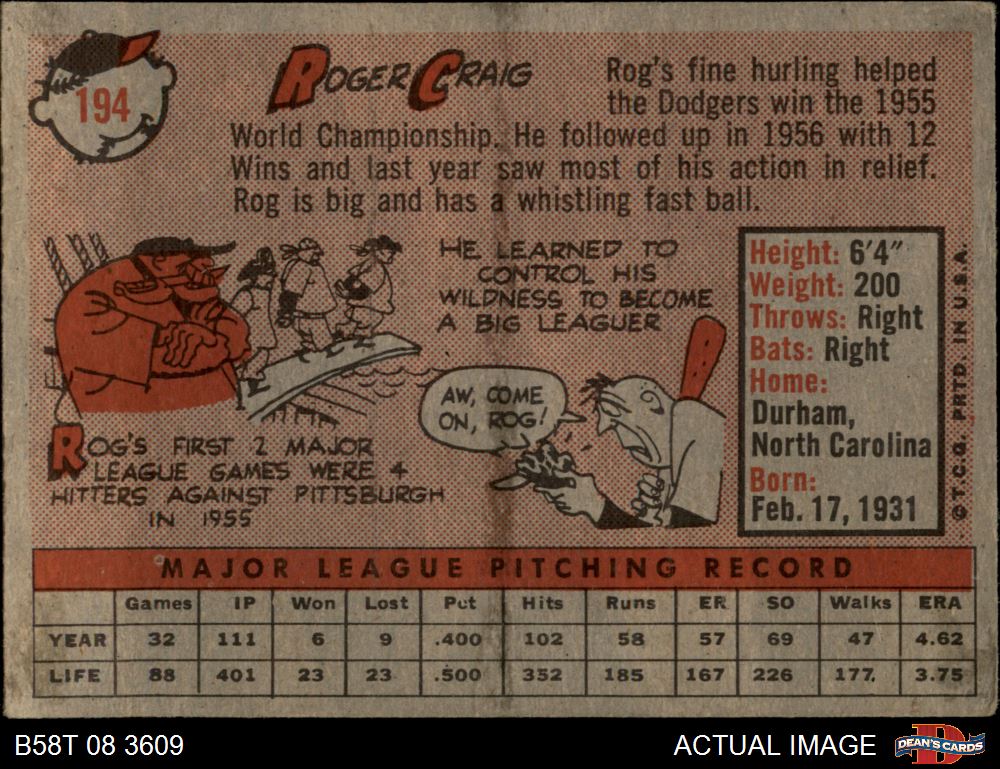 194
ROGER CRAIG
Rog's fine hurling helped
the Dodgers win the 1955
World Championship. He followed up in 1956 with 12
Wins and last year saw most of his action in relief.
Rog is big and has a whistling fast ball.
HE LEARNED TO
CONTROL HIS
WILDNESS TO BECOME
A BIG LEAGUER
AW, COME
ON, ROG!
ROG'S FIRST 2 MAJOR
LEAGUE GAMES WERE 4
HITTERS AGAINST PITTSBURGH
IN 1955
Height: 6'4"
Weight: 200
Throws: Right
Bats: Right
Home:
Durham,
North Carolina
Born:
Feb. 17, 1931
© T.C.G. PRTD. IN U.S.A.
MAJOR LEAGUE PITCHING RECORD
Games IP Won Lost Pct Hits Runs ER SO Walks ERA
YEAR 32 111 6 9 .400 102 58 57 69 47 4.62
LIFE 88 401 23 23 .500 352 185 167 226 177 3.75
B58T 08 3609
ACTUAL IMAGE
D
DEAN'S CARDS